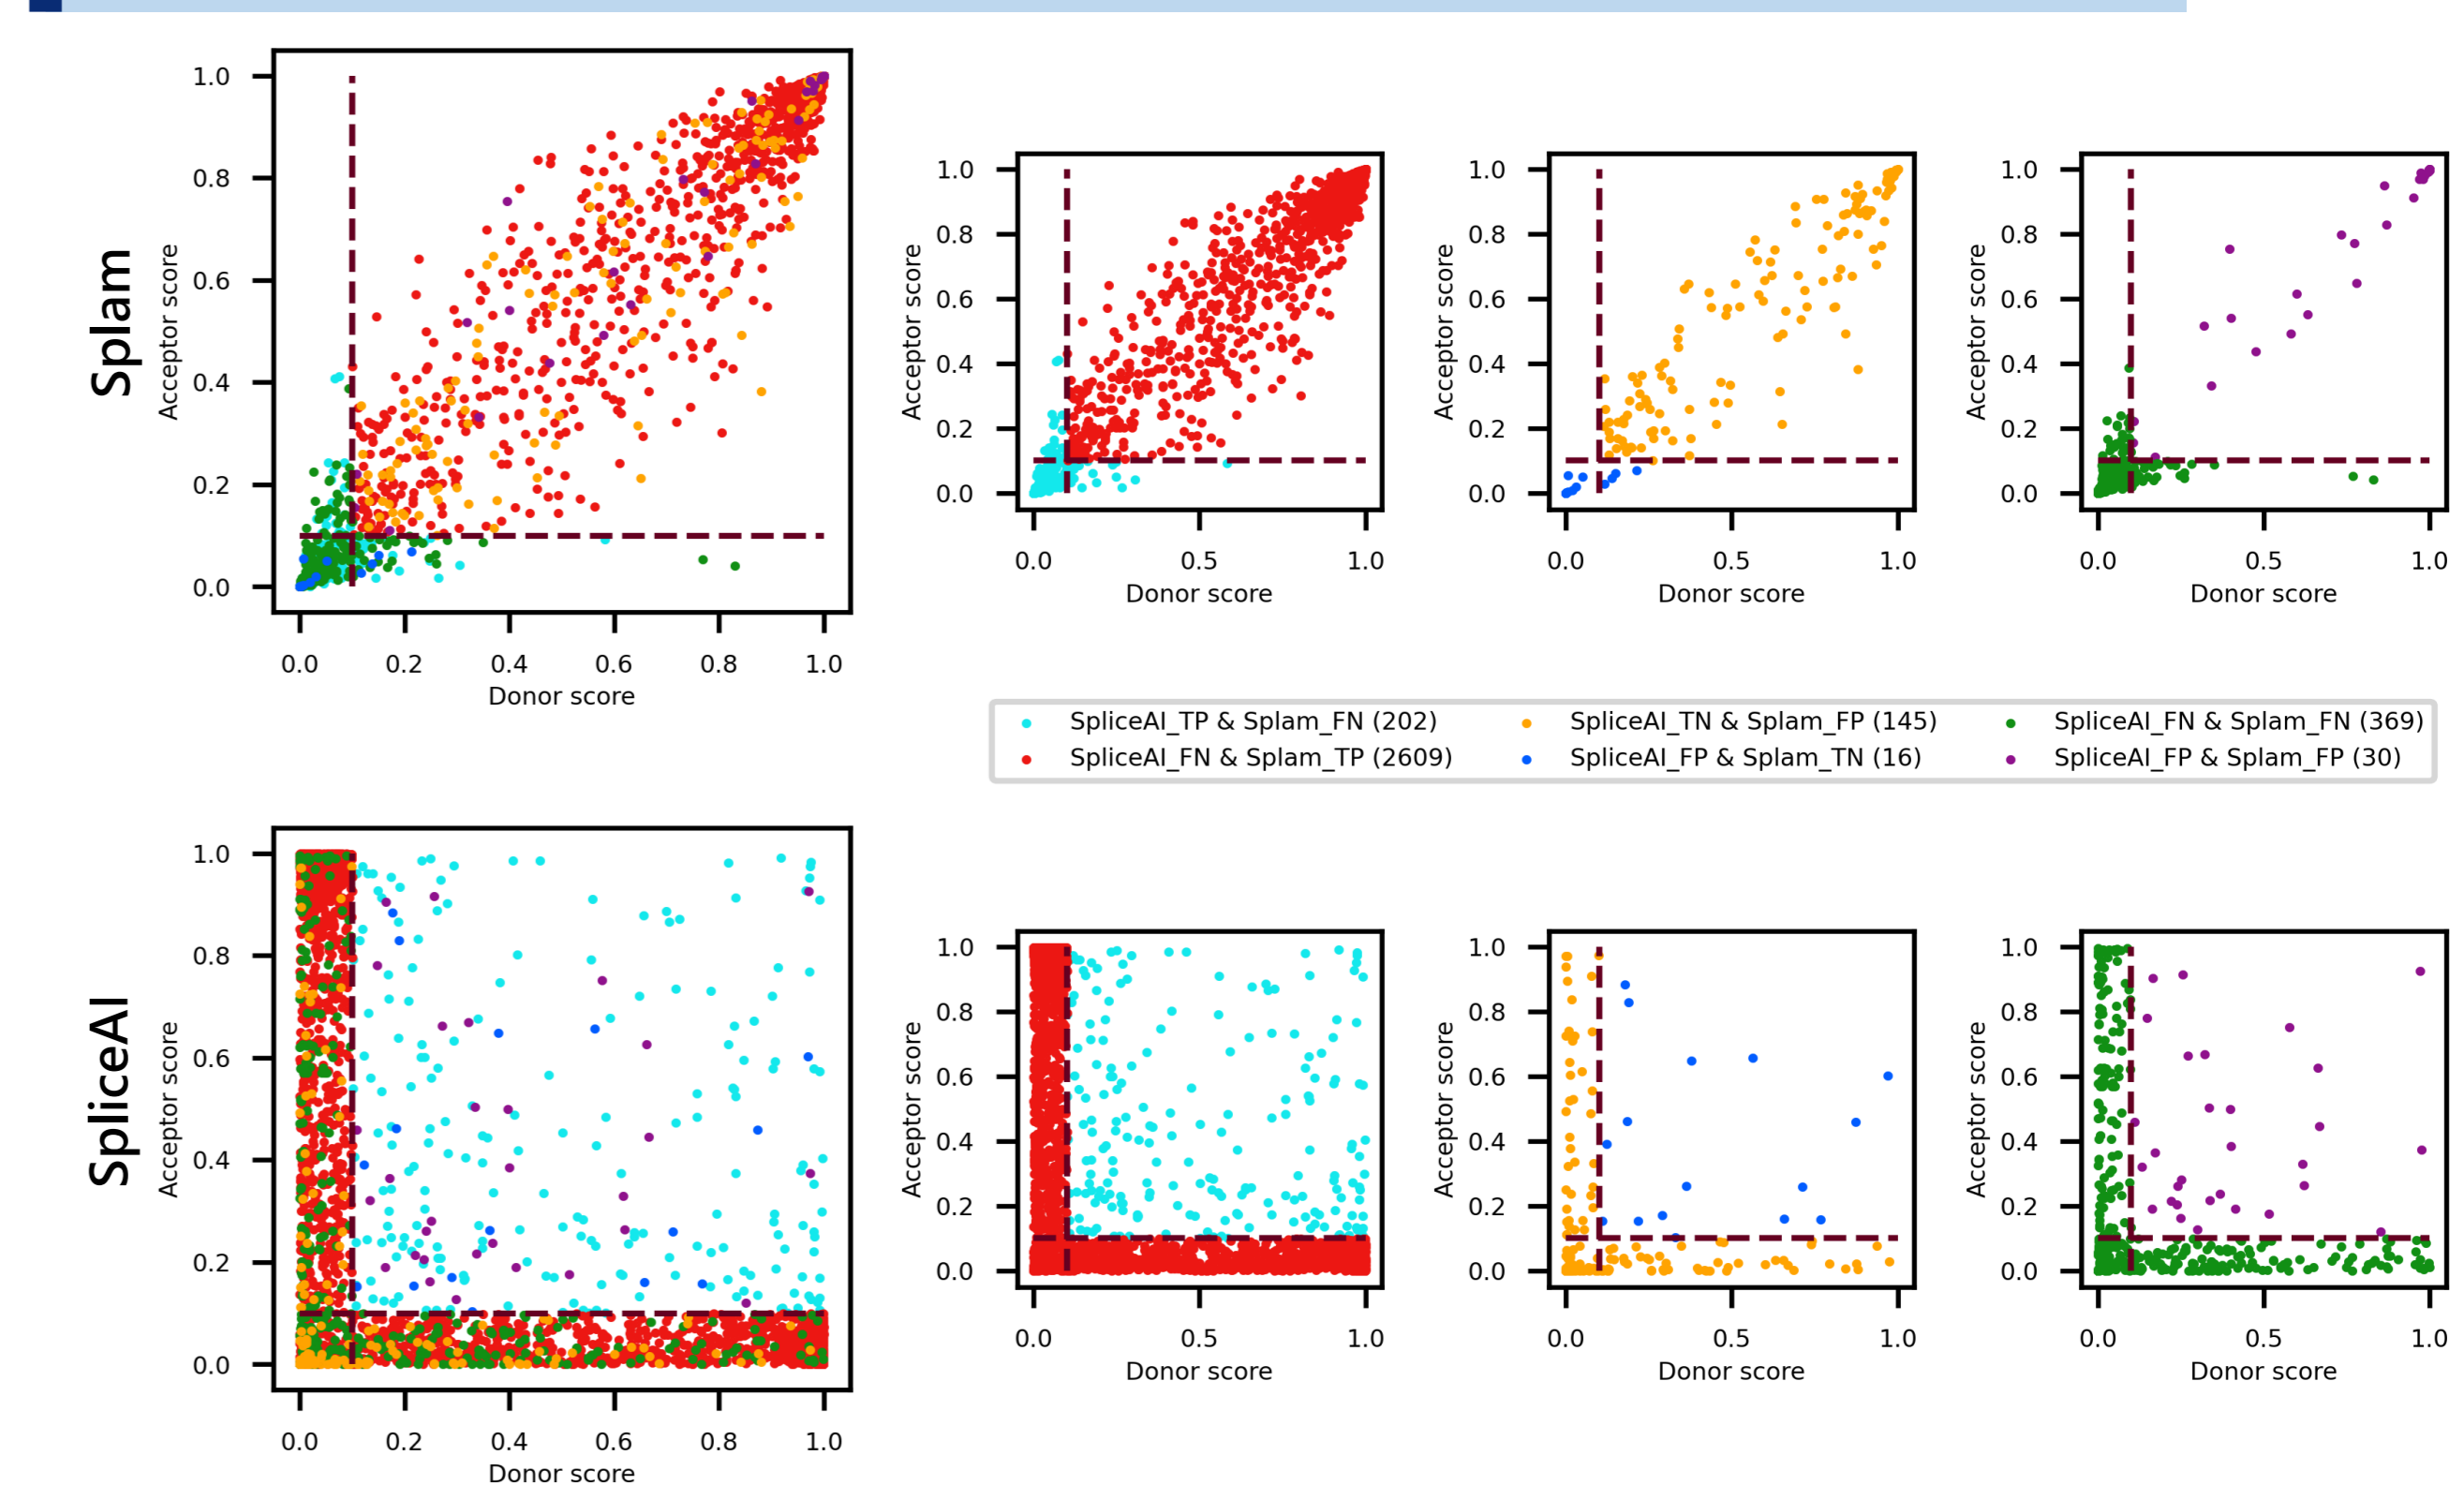 Splam
Acceptor score
1.0
0.8
0.6
0.4
0.2
0.0
0.0 0.2 0.4 0.6 0.8 1.0
Donor score
Acceptor score
1.0
0.8
0.6
0.4
0.2
0.0
0.0 0.5 1.0
Donor score
Acceptor score
1.0
0.8
0.6
0.4
0.2
0.0
0.0 0.5 1.0
Donor score
Acceptor score
1.0
0.8
0.6
0.4
0.2
0.0
0.0 0.5 1.0
Donor score
SpliceAI_TP & Splam_FN (202)
SpliceAI_FN & Splam_TP (2609)
SpliceAI_TN & Splam_FP (145)
SpliceAI_FP & Splam_TN (16)
SpliceAI_FN & Splam_FN (369)
SpliceAI_FP & Splam_FP (30)
SpliceAI
Acceptor score
1.0
0.8
0.6
0.4
0.2
0.0
0.0 0.2 0.4 0.6 0.8 1.0
Donor score
Acceptor score
1.0
0.8
0.6
0.4
0.2
0.0
0.0 0.5 1.0
Donor score
Acceptor score
1.0
0.8
0.6
0.4
0.2
0.0
0.0 0.5 1.0
Donor score
Acceptor score
1.0
0.8
0.6
0.4
0.2
0.0
0.0 0.5 1.0
Donor score